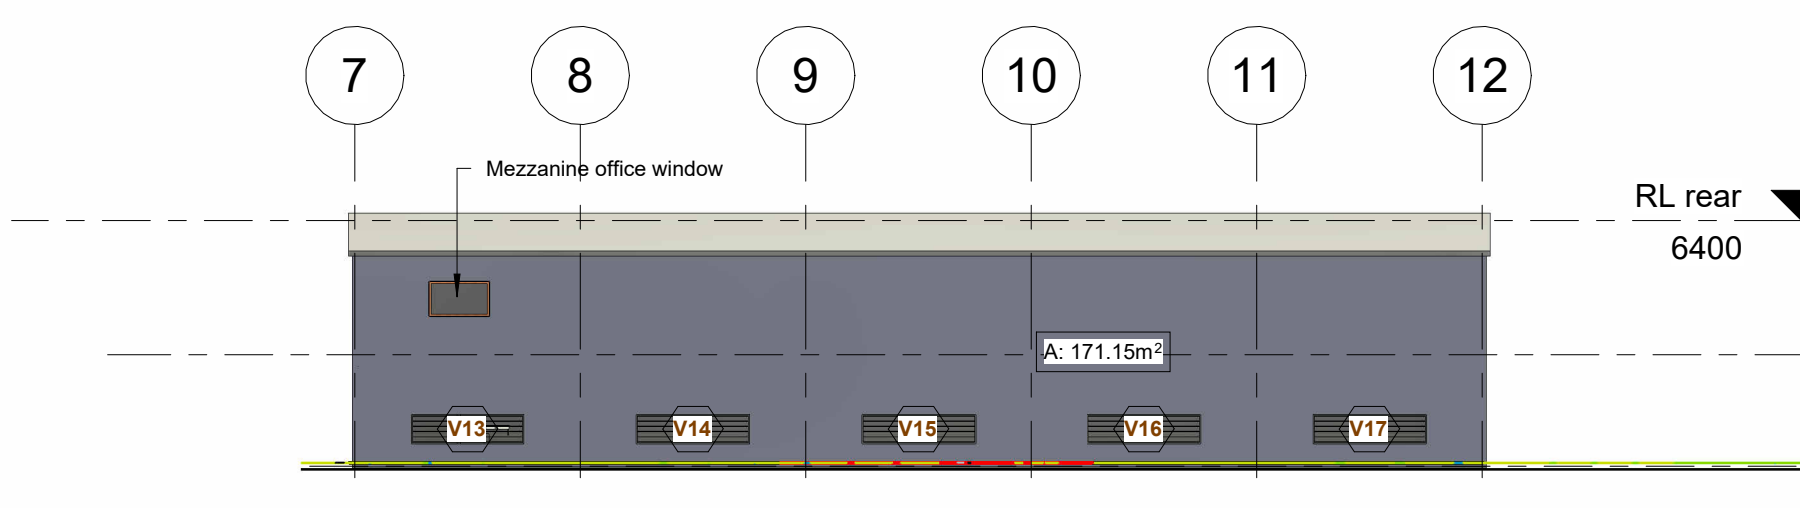 7 8 9 10 11 12
Mezzanine office window
RL rear
6400
A: 171.15m²
V13 V14 V15 V16 V17